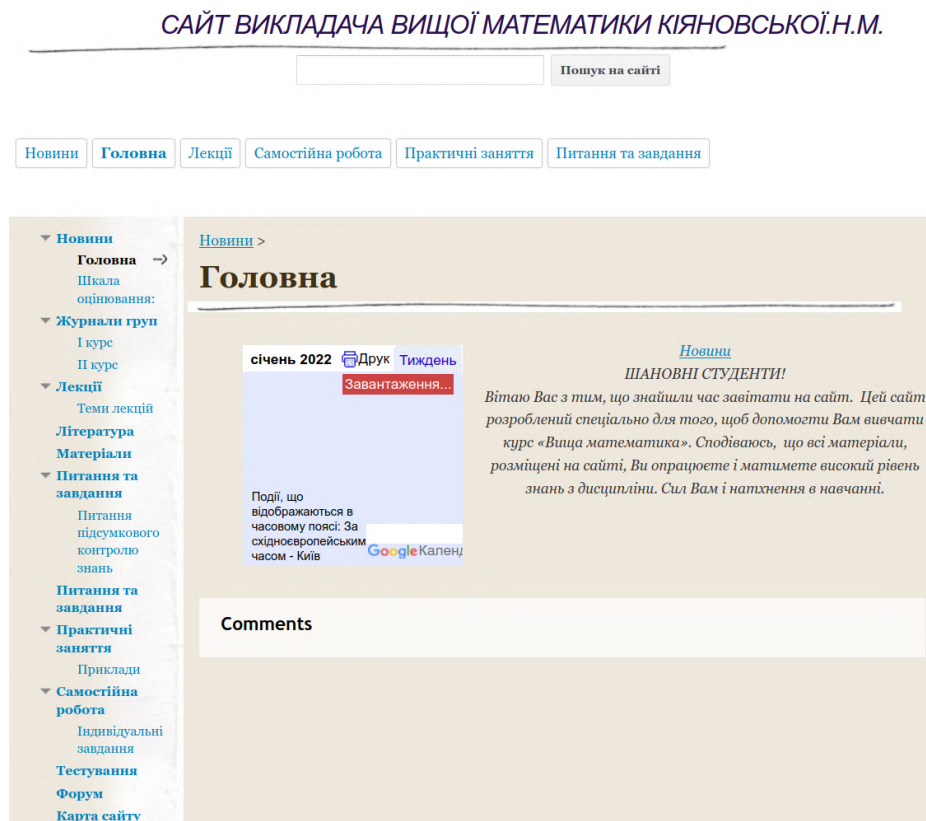 САЙТ ВИКЛАДАЧА ВИЩОЇ МАТЕМАТИКИ КІЯНОВСЬКОЇ.Н.М.
Пошук на сайті
Новини Головна Лекції Самостійна робота Практичні заняття Питання та завдання
Новини
Головна
Шкала
оцінювання:
Журнали груп
I курс
II курс
Лекції
Теми лекцій
Література
Матеріали
Питання та
завдання
Питання
підсумкового
контролю
знань
Питання та
завдання
Практичні
заняття
Приклади
Самостійна
робота
Індивідуальні
завдання
Тестування
Форум
Карта сайту
Новини >
Головна
січень 2022 Друк Тиждень
Завантаження...
Події, що
відображаються в
часовому поясі: За
східноєвропейським
часом - Київ
Google Календ
Новини
ШАНОВНІ СТУДЕНТИ!
Вітаю Вас з тим, що знайшли час завітати на сайт. Цей сайт
розроблений спеціально для того, щоб допомогти Вам вивчати
курс «Вища математика». Сподіваюсь, що всі матеріали,
розміщені на сайті, Ви опрацюєте і матимете високий рівень
знань з дисципліни. Сил Вам і натхнення в навчанні.
Comments